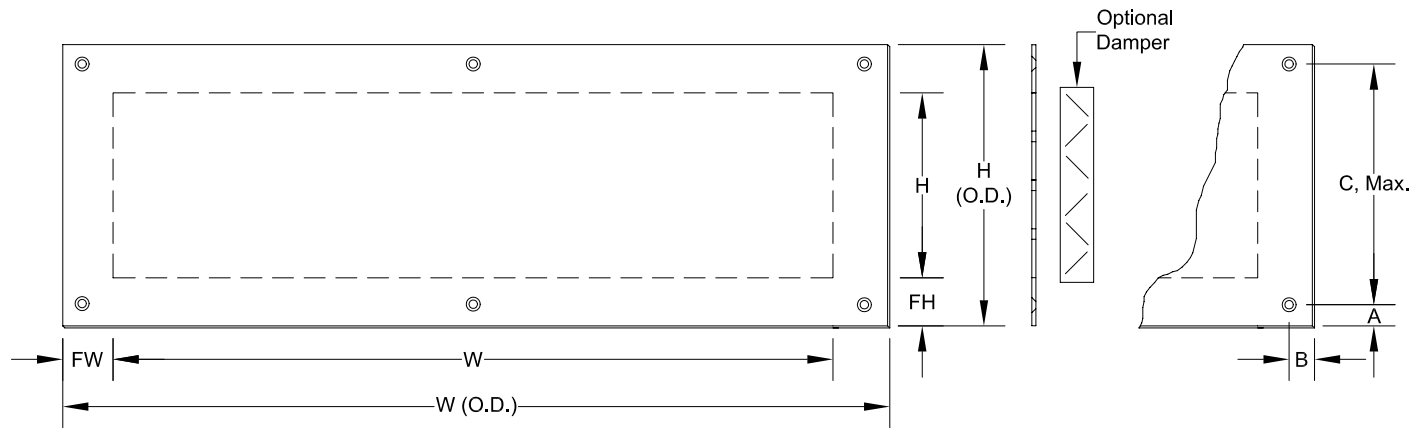 Optional
Damper
H
H
(O.D.)
C, Max.
FH
A
FW
W
B
W (O.D.)